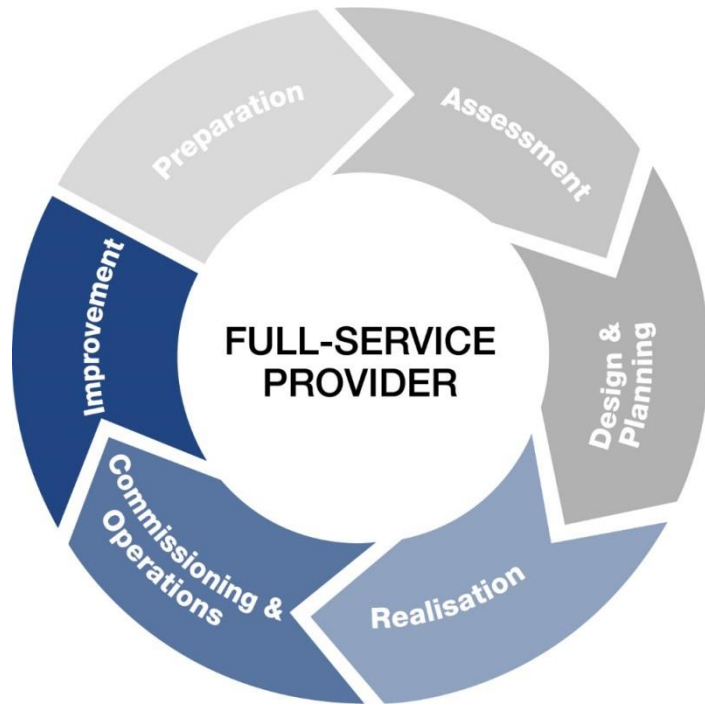 Preparation
Assessment
Design &
Planning
Realisation
Commissioning &
Operations
Improvement
FULL-SERVICE
PROVIDER